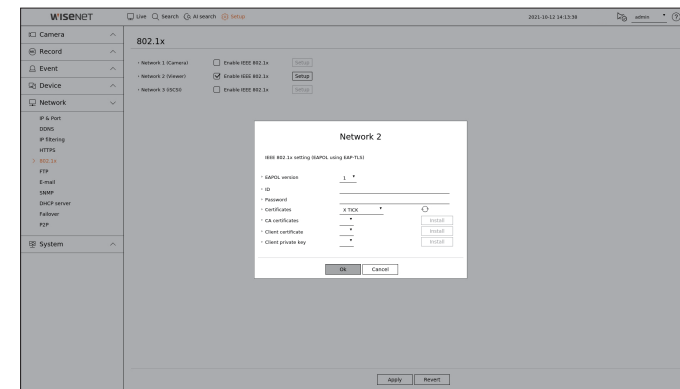 WISENET
Live Search AI search Setup 2021-10-12 14:13:38 admin
Camera
Record
Event
Device
Network
IP & Port
DDNS
IP filtering
HTTPS
802.1x
FTP
E-mail
SNMP
DHCP server
Failover
P2P
System
802.1x
Network 1 (Camera) Enable IEEE 802.1x Setup
Network 2 (Viewer) Enable IEEE 802.1x Setup
Network 3 (iSCSI) Enable IEEE 802.1x Setup
Network 2
IEEE 802.1x setting (EAPOL using EAP-TLS)
EAPOL version 1
ID
Password
Certificates X TICK
CA certificates Install
Client certificate Install
Client private key Install
Ok Cancel
Apply Revert